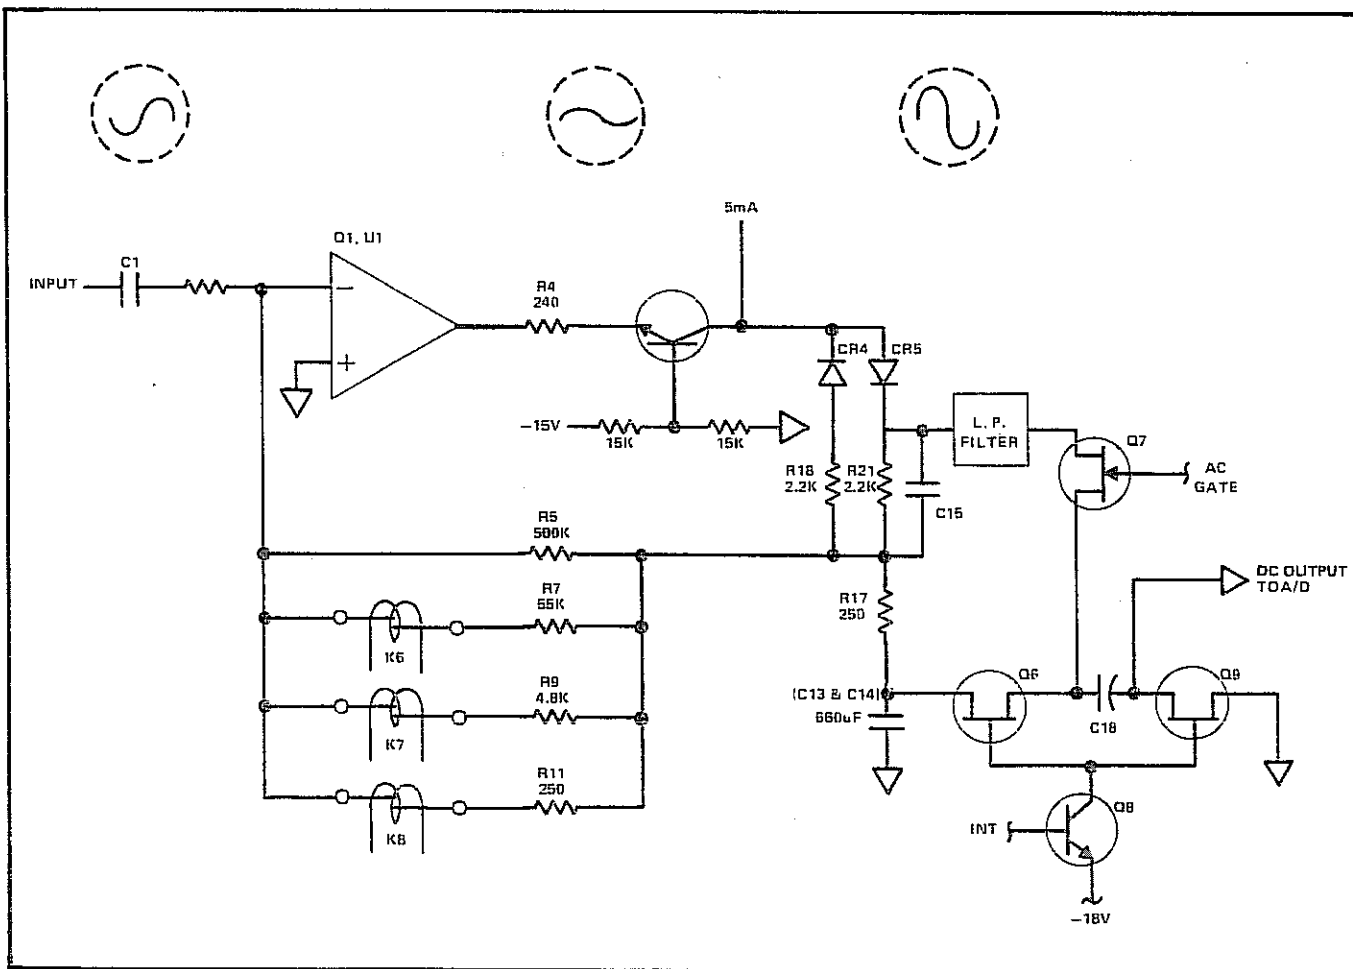 5mA
Q1, U1
C1
INPUT
R4
240
CR4
CR5
-15V
15K
15K
L. P.
FILTER
Q7
AC
GATE
R18
2.2K
R21
2.2K
C15
R5
500K
R7
55K
K6
R17
250
DC OUTPUT
TO A/D
R9
4.8K
K7
(C13 & C14)
660uF
Q6
C18
Q9
R11
250
K8
INT
Q8
-18V